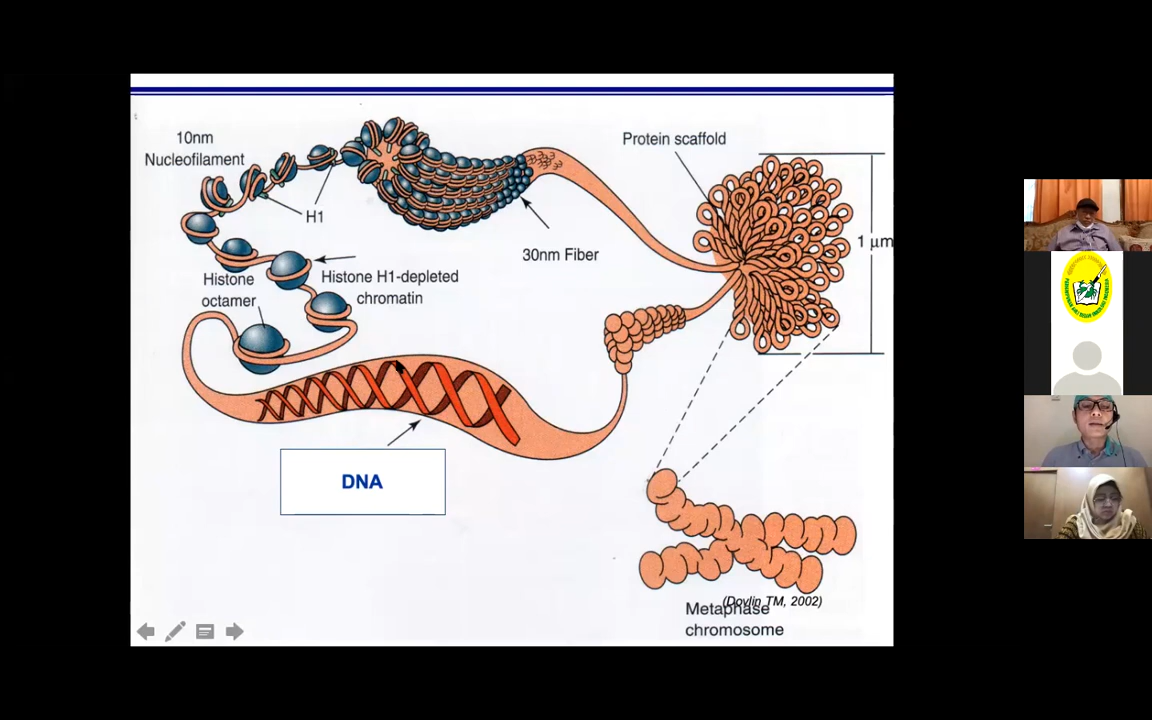 10nm
Nucleofilament
H1
Histone
octamer
Histone H1-depleted
chromatin
30nm Fiber
Protein scaffold
1 μm
DNA
(Dovlin TM, 2002)
Metaphase
chromosome